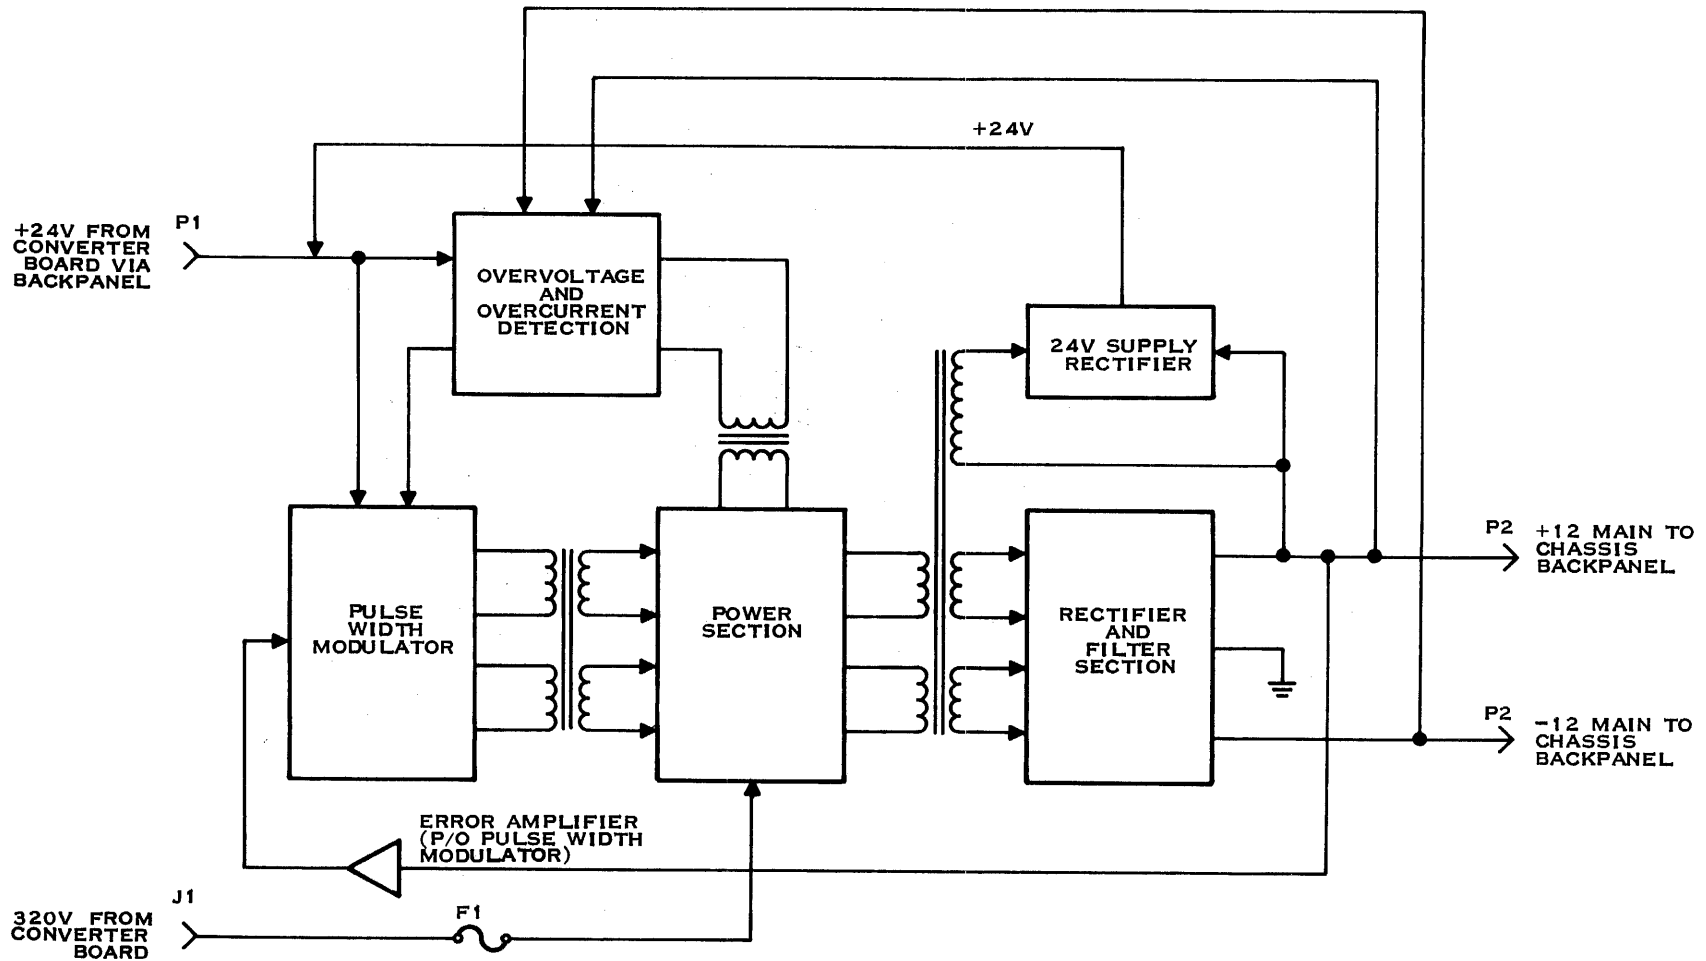 +24V
+24V FROM
CONVERTER
BOARD VIA
BACKPANEL
P1
OVERVOLTAGE
AND
OVERCURRENT
DETECTION
24V SUPPLY
RECTIFIER
PULSE
WIDTH
MODULATOR
POWER
SECTION
RECTIFIER
AND
FILTER
SECTION
P2
+12 MAIN TO
CHASSIS
BACKPANEL
P2
-12 MAIN TO
CHASSIS
BACKPANEL
ERROR AMPLIFIER
(P/O PULSE WIDTH
MODULATOR)
J1
320V FROM
CONVERTER
BOARD
F1